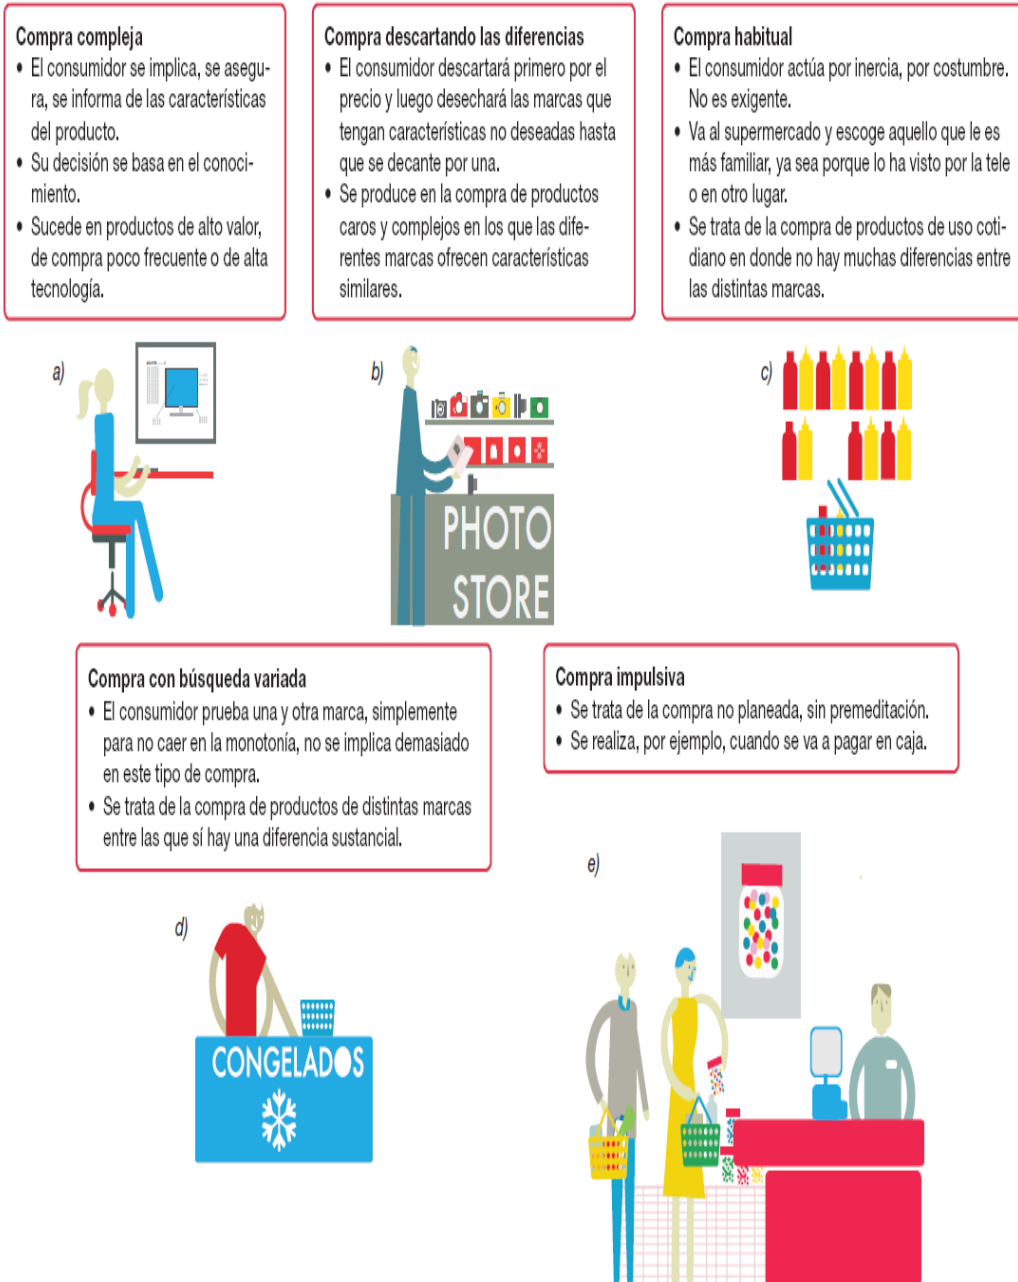 Compra compleja
• El consumidor se implica, se asegu-
ra, se informa de las características
del producto.
• Su decisión se basa en el conoci-
miento.
• Sucede en productos de alto valor,
de compra poco frecuente o de alta
tecnología.
Compra descartando las diferencias
• El consumidor descartará primero por el
precio y luego desechará las marcas que
tengan características no deseadas hasta
que se decante por una.
• Se produce en la compra de productos
caros y complejos en los que las dife-
rentes marcas ofrecen características
similares.
Compra habitual
• El consumidor actúa por inercia, por costumbre.
No es exigente.
• Va al supermercado y escoge aquello que le es
más familiar, ya sea porque lo ha visto por la tele
o en otro lugar.
• Se trata de la compra de productos de uso coti-
diano en donde no hay muchas diferencias entre
las distintas marcas.
a)
b)
PHOTO
STORE
c)
Compra con búsqueda variada
• El consumidor prueba una y otra marca, simplemente
para no caer en la monotonía, no se implica demasiado
en este tipo de compra.
• Se trata de la compra de productos de distintas marcas
entre las que sí hay una diferencia sustancial.
Compra impulsiva
• Se trata de la compra no planeada, sin premeditación.
• Se realiza, por ejemplo, cuando se va a pagar en caja.
d)
CONGELADOS
e)